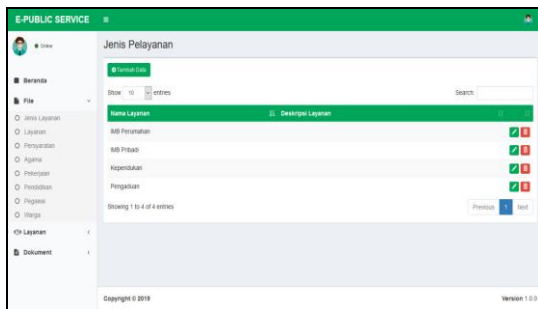 E-PUBLIC SERVICE
Online
Jenis Pelayanan
Tambah Data
Beranda
Show 10 entries
Search:
File
Nama Layanan
Deskripsi Layanan
Jenis Layanan
IMB Perumahan
Layanan
IMB Pribadi
Persyaratan
Agama
Kependukan
Pekerjaan
Pengaduan
Pendidikan
Showing 1 to 4 of 4 entries
Previous 1 Next
Pegawai
Warga
Layanan
Dokument
Copyright © 2019
Version 1.0.0